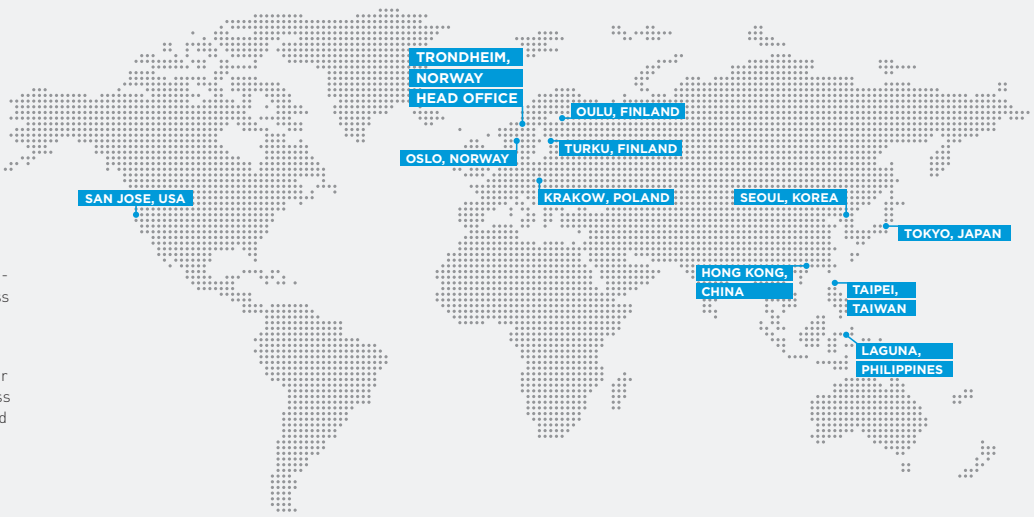 TRONDHEIM,
NORWAY
HEAD OFFICE
OULU, FINLAND
TURKU, FINLAND
OSLO, NORWAY
KRAKOW, POLAND
SAN JOSE, USA
SEOUL, KOREA
TOKYO, JAPAN
HONG KONG,
CHINA
TAIPEI,
TAIWAN
LAGUNA,
PHILIPPINES